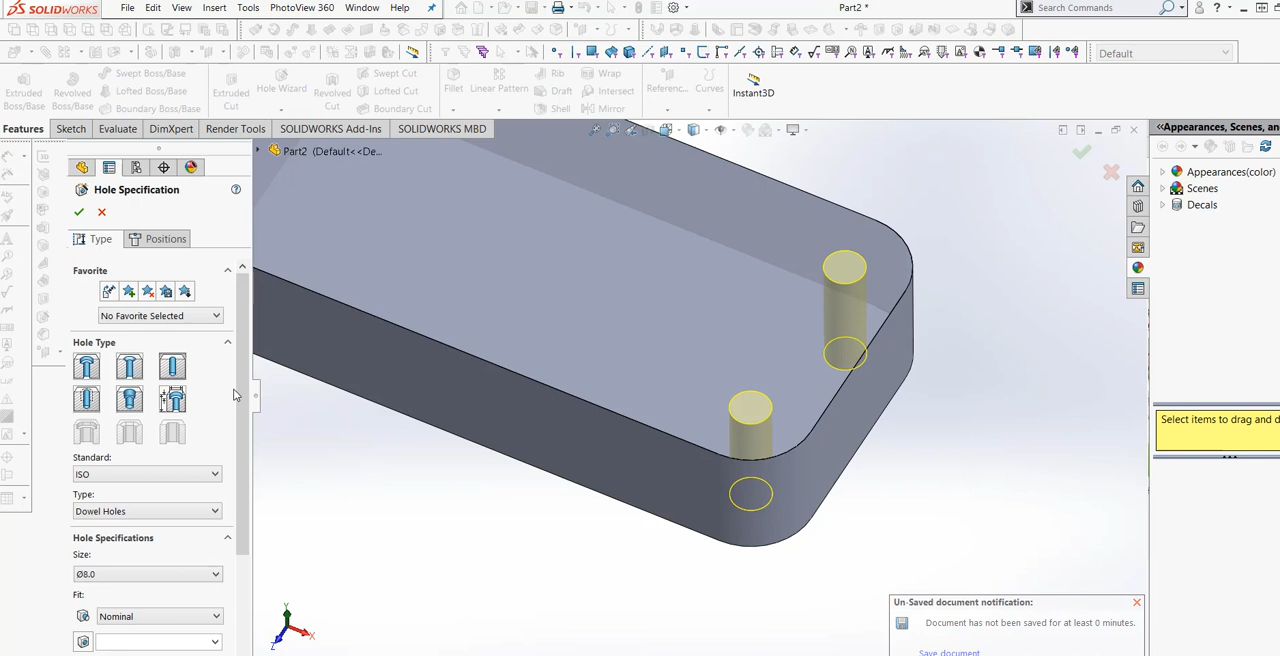 SOLIDWORKS File Edit View Insert Tools PhotoView 360 Window Help Part2 * Search Commands
Default
Extruded Boss/Base Revolved Boss/Base Swept Boss/Base Lofted Boss/Base Boundary Boss/Base Extruded Cut Hole Wizard Revolved Cut Swept Cut Lofted Cut Boundary Cut Fillet Linear Pattern Rib Draft Shell Wrap Intersect Mirror Referenc... Curves Instant3D
Features Sketch Evaluate DimXpert Render Tools SOLIDWORKS Add-Ins SOLIDWORKS MBD
Appearances, Scenes, an
Part2 (Default<<De...
Appearances(color)
Scenes
Decals
Hole Specification
Type Positions
Favorite
No Favorite Selected
Hole Type
Standard:
ISO
Type:
Dowel Holes
Hole Specifications
Size:
Ø8.0
Fit:
Nominal
Select items to drag and d
Y
X
Z
Un-Saved document notification:
Document has not been saved for at least 0 minutes.
Save document